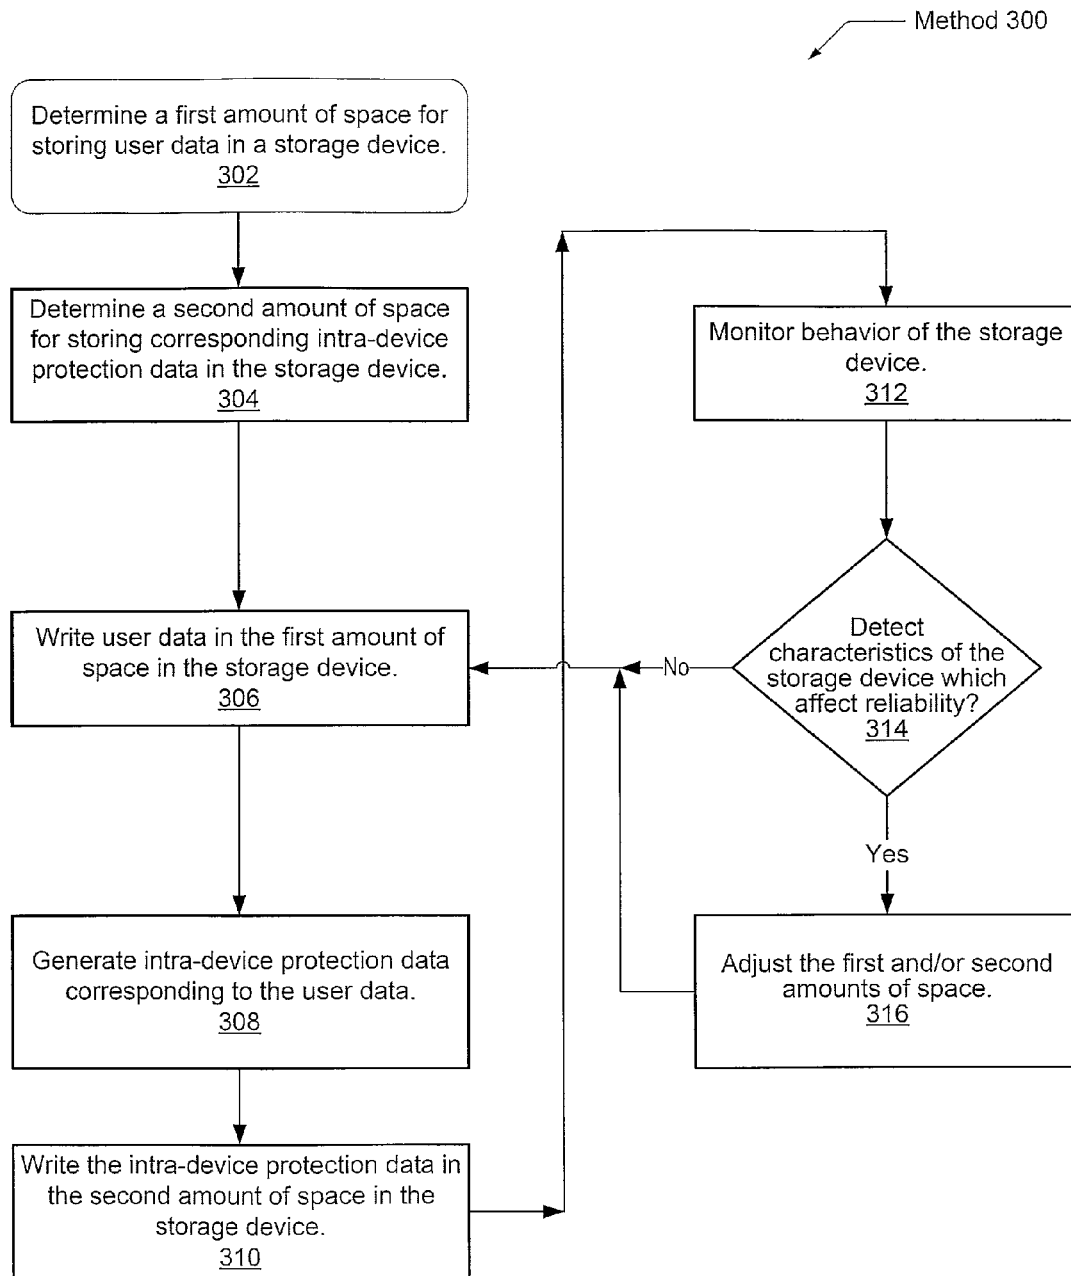 Method 300
Determine a first amount of space for
storing user data in a storage device.
302
Determine a second amount of space
for storing corresponding intra-device
protection data in the storage device.
304
Write user data in the first amount of
space in the storage device.
306
Generate intra-device protection data
corresponding to the user data.
308
Write the intra-device protection data in
the second amount of space in the
storage device.
310
Monitor behavior of the storage
device.
312
Detect
characteristics of the
storage device which
affect reliability?
314
No
Yes
Adjust the first and/or second
amounts of space.
316